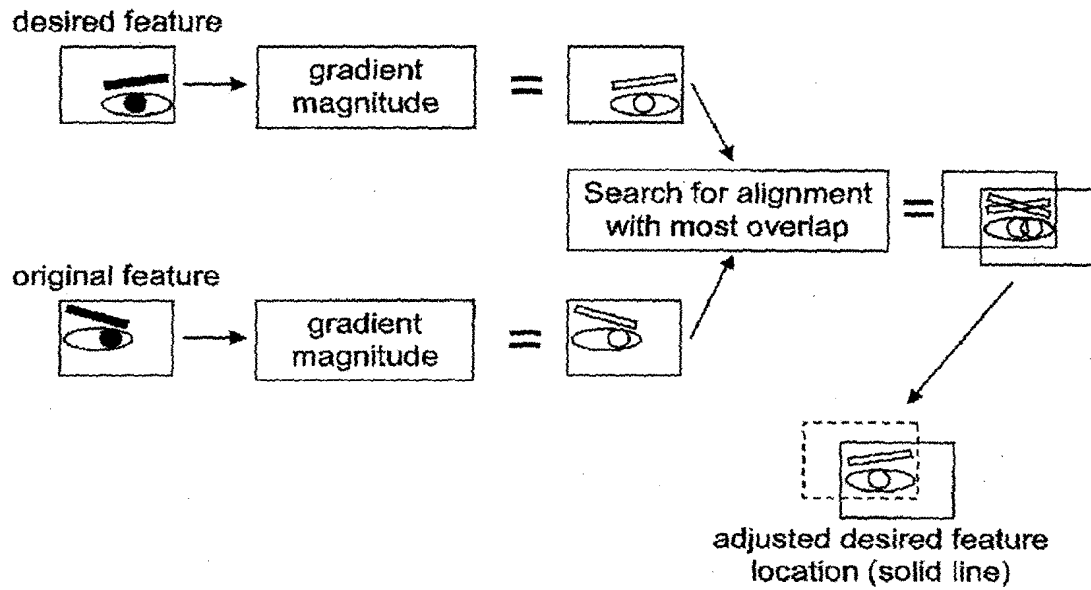 desired feature
gradient
magnitude
=
Search for alignment
with most overlap
=
original feature
gradient
magnitude
=
adjusted desired feature
location (solid line)